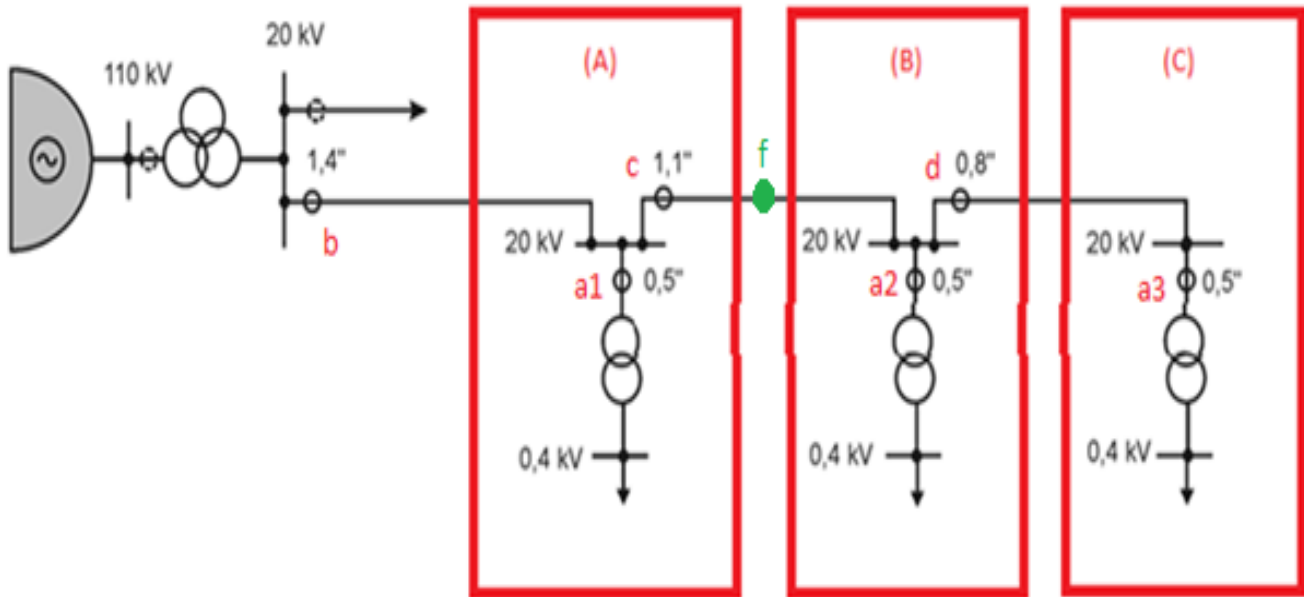 20 kV
110 kV
1,4"
b
(A)
c
1,1"
20 kV
a1
0,5"
0,4 kV
f
(B)
d
0,8"
20 kV
a2
0,5"
0,4 kV
(C)
20 kV
a3
0,5"
0,4 kV